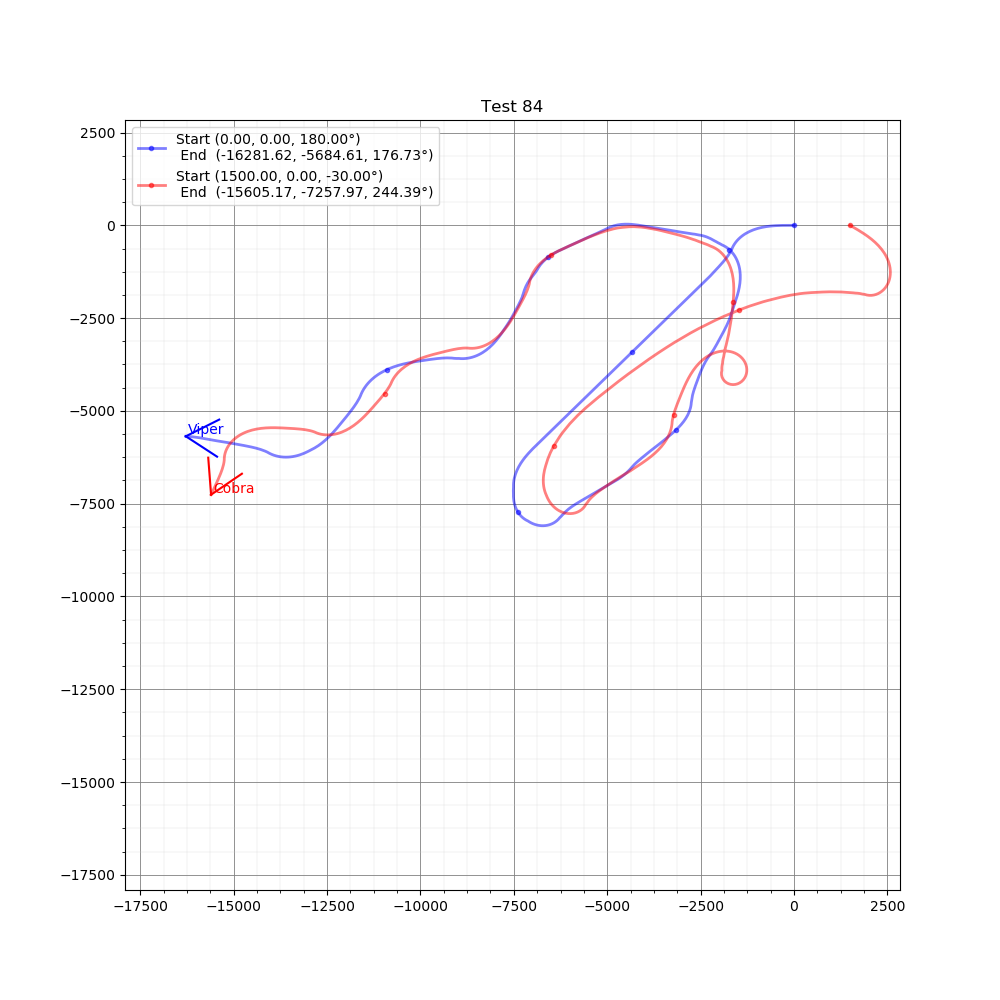 Test 84
Start (0.00, 0.00, 180.00°)
End  (-16281.62, -5684.61, 176.73°)
Start (1500.00, 0.00, -30.00°)
End  (-15605.17, -7257.97, 244.39°)
2500
0
−2500
−5000
−7500
−10000
−12500
−15000
−17500
Viper
Cobra
−17500 −15000 −12500 −10000 −7500 −5000 −2500 0 2500